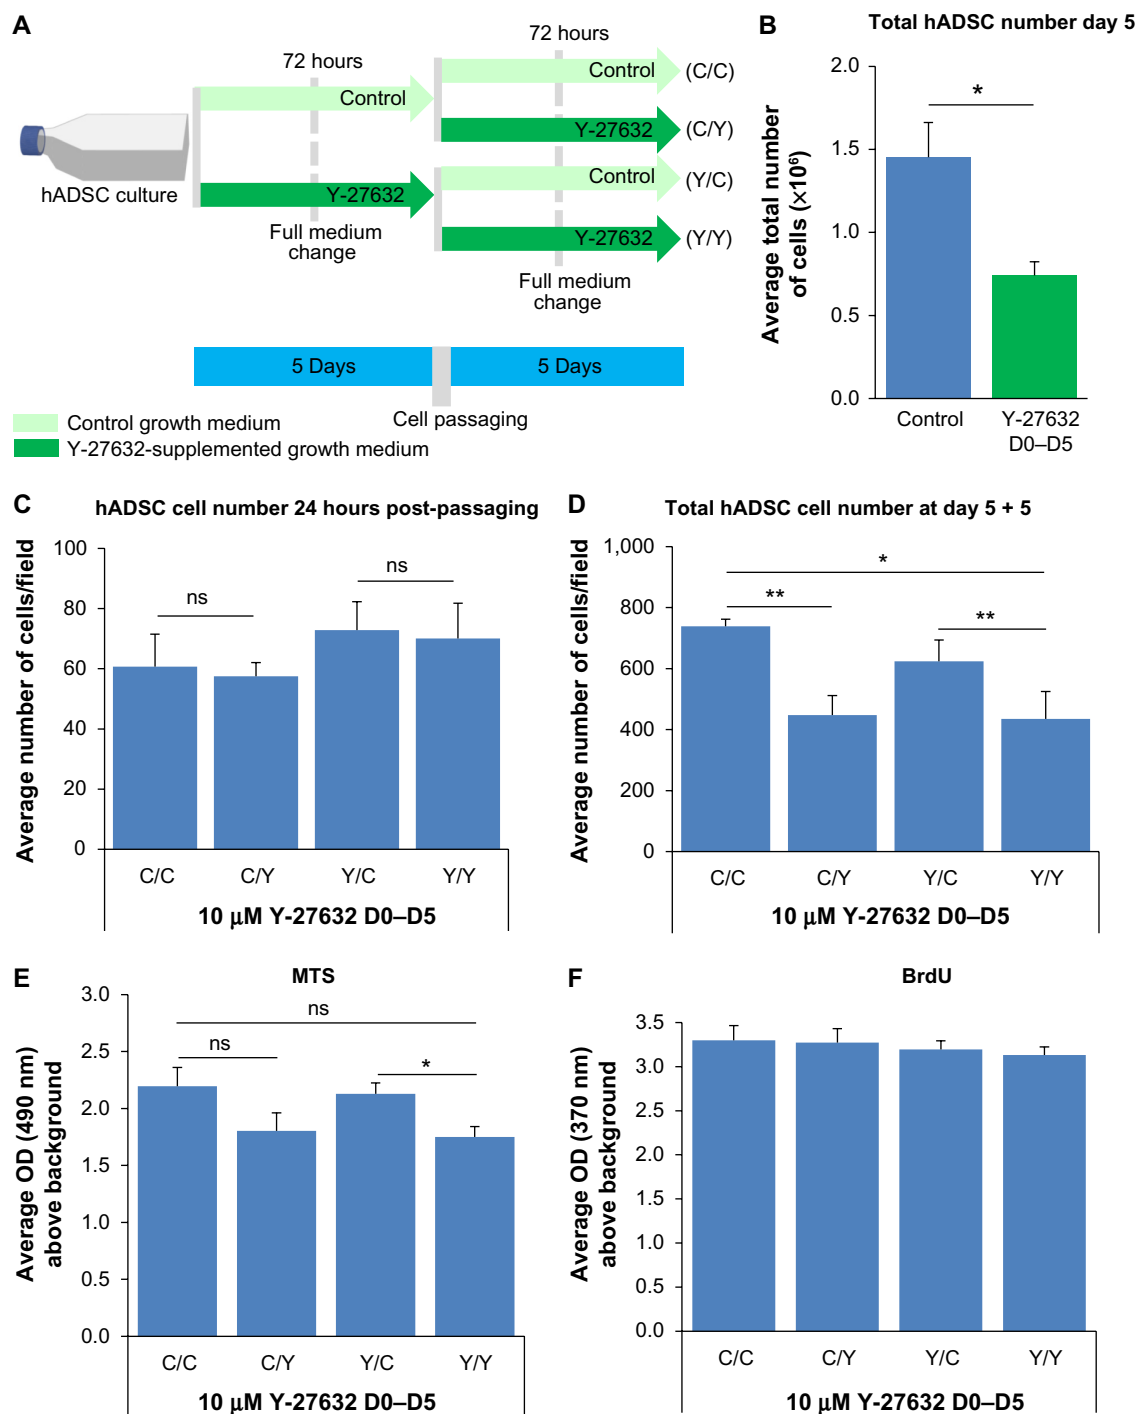 A
72 hours
72 hours
Control
Control
(C/C)
Y-27632
(C/Y)
hADSC culture
Y-27632
Control
(Y/C)
Full medium
change
Y-27632
(Y/Y)
Full medium
change
5 Days
5 Days
Cell passaging
Control growth medium
Y-27632-supplemented growth medium
B
Total hADSC number day 5
Average total number
of cells (×10⁶)
2.0
1.5
1.0
0.5
0.0
*
Control
Y-27632
D0–D5
C
hADSC cell number 24 hours post-passaging
Average number of cells/field
100
80
60
40
20
0
ns
ns
C/C
C/Y
Y/C
Y/Y
10 µM Y-27632 D0–D5
D
Total hADSC cell number at day 5 + 5
Average number of cells/field
1,000
800
600
400
200
0
*
**
**
C/C
C/Y
Y/C
Y/Y
10 µM Y-27632 D0–D5
E
MTS
Average OD (490 nm)
above background
3.0
2.5
2.0
1.5
1.0
0.5
0.0
ns
ns
*
C/C
C/Y
Y/C
Y/Y
10 µM Y-27632 D0–D5
F
BrdU
Average OD (370 nm)
above background
3.5
3.0
2.5
2.0
1.5
1.0
0.5
0.0
C/C
C/Y
Y/C
Y/Y
10 µM Y-27632 D0–D5